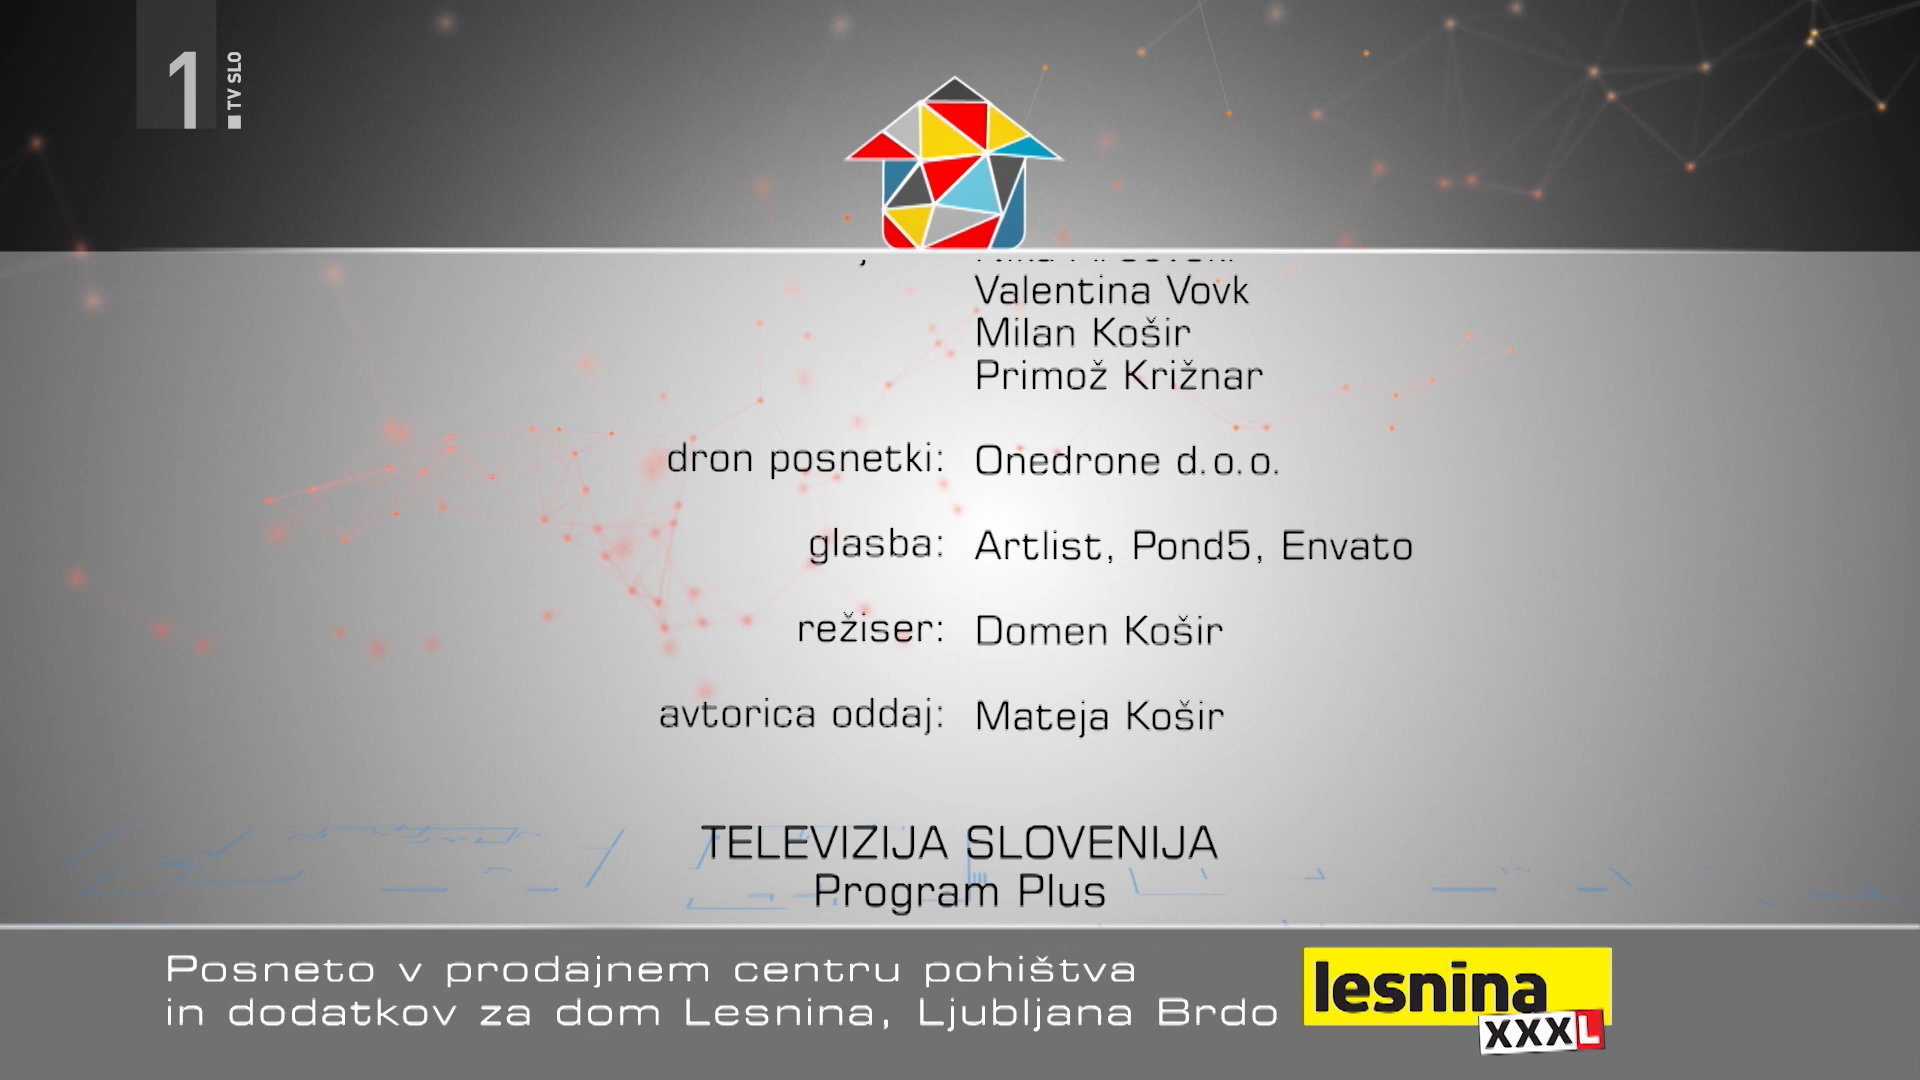 1
TV SLO
Valentina Vovk
Milan Košir
Primož Križnar
dron posnetki: Onedrone d.o.o.
glasba: Artlist, Pond5, Envato
režiser: Domen Košir
avtorica oddaj: Mateja Košir
TELEVIZIJA SLOVENIJA
Program Plus
Posneto v prodajnem centru pohištva
in dodatkov za dom Lesnina, Ljubljana Brdo
lesnina
XXXL